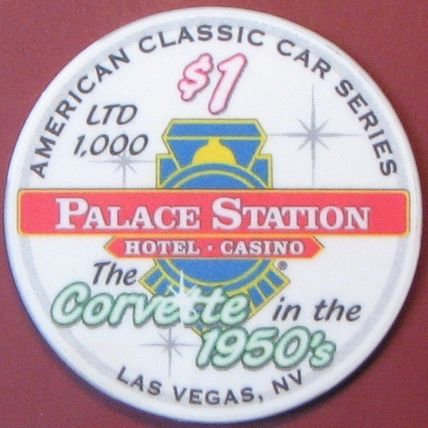 AMERICAN CLASSIC CAR SERIES
$1
LTD
1,000
PALACE STATION
HOTEL · CASINO
®
The
Corvette in the
1950's
LAS VEGAS, NV